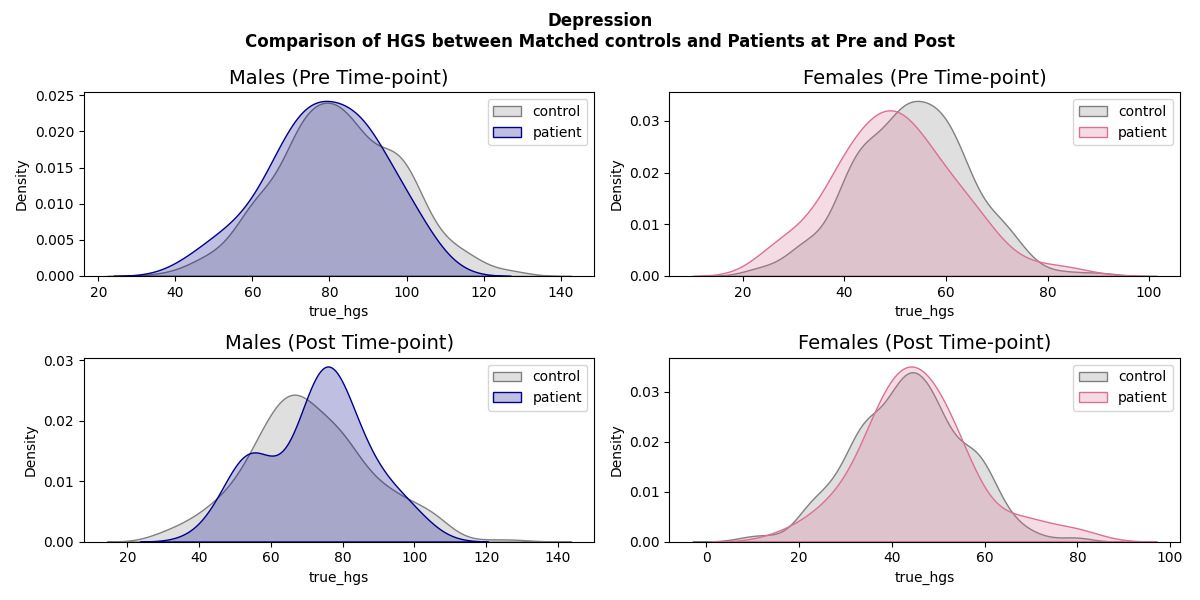 Depression
Comparison of HGS between Matched controls and Patients at Pre and Post
Males (Pre Time-point)
0.025
0.020
0.015
0.010
0.005
0.000
Density
20 40 60 80 100 120 140
true_hgs
control
patient
Females (Pre Time-point)
0.03
0.02
0.01
0.00
Density
20 40 60 80 100
true_hgs
control
patient
Males (Post Time-point)
0.03
0.02
0.01
0.00
Density
20 40 60 80 100 120 140
true_hgs
control
patient
Females (Post Time-point)
0.03
0.02
0.01
0.00
Density
0 20 40 60 80 100
true_hgs
control
patient